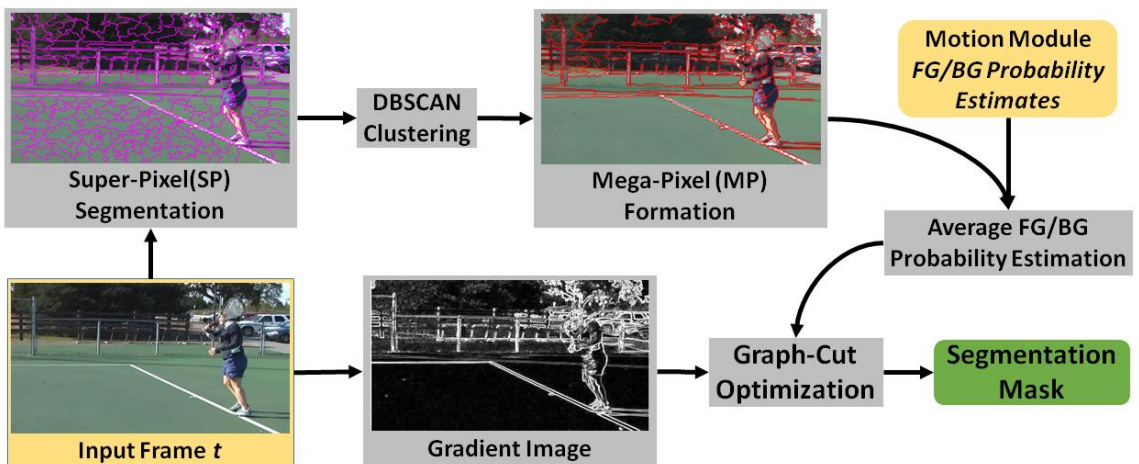 Super-Pixel(SP)
Segmentation
DBSCAN
Clustering
Mega-Pixel (MP)
Formation
Motion Module
FG/BG Probability
Estimates
Average FG/BG
Probability Estimation
Input Frame t
Gradient Image
Graph-Cut
Optimization
Segmentation
Mask